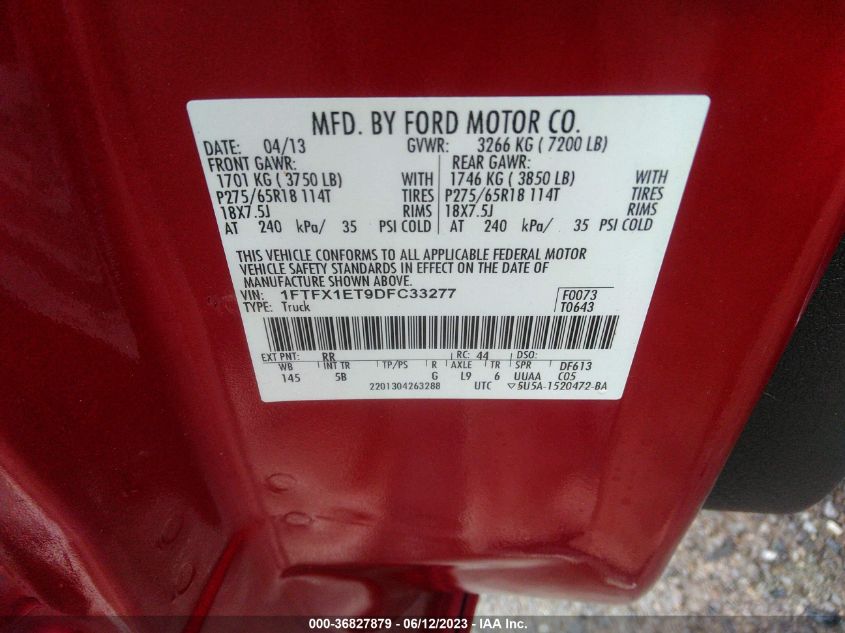 MFD. BY FORD MOTOR CO.
DATE: 04/13 GVWR: 3266 KG ( 7200 LB)
FRONT GAWR: REAR GAWR:
1701 KG ( 3750 LB) WITH 1746 KG ( 3850 LB) WITH
P275/65R18 114T TIRES P275/65R18 114T TIRES
18X7.5J RIMS 18X7.5J RIMS
AT 240 kPa/ 35 PSI COLD AT 240 kPa/ 35 PSI COLD
THIS VEHICLE CONFORMS TO ALL APPLICABLE FEDERAL MOTOR
VEHICLE SAFETY STANDARDS IN EFFECT ON THE DATE OF
MANUFACTURE SHOWN ABOVE.
VIN: 1FTFX1ET9DFC33277 F0073
TYPE: Truck T0643
EXT PNT: RR RC: 44 DSO:
WB INT TR TP/PS R AXLE TR SPR DF613
145 5B G L9 6 UUAA C05
2201304263288 UTC 5U5A-1520472-BA
000-36827879 - 06/12/2023 - IAA Inc.